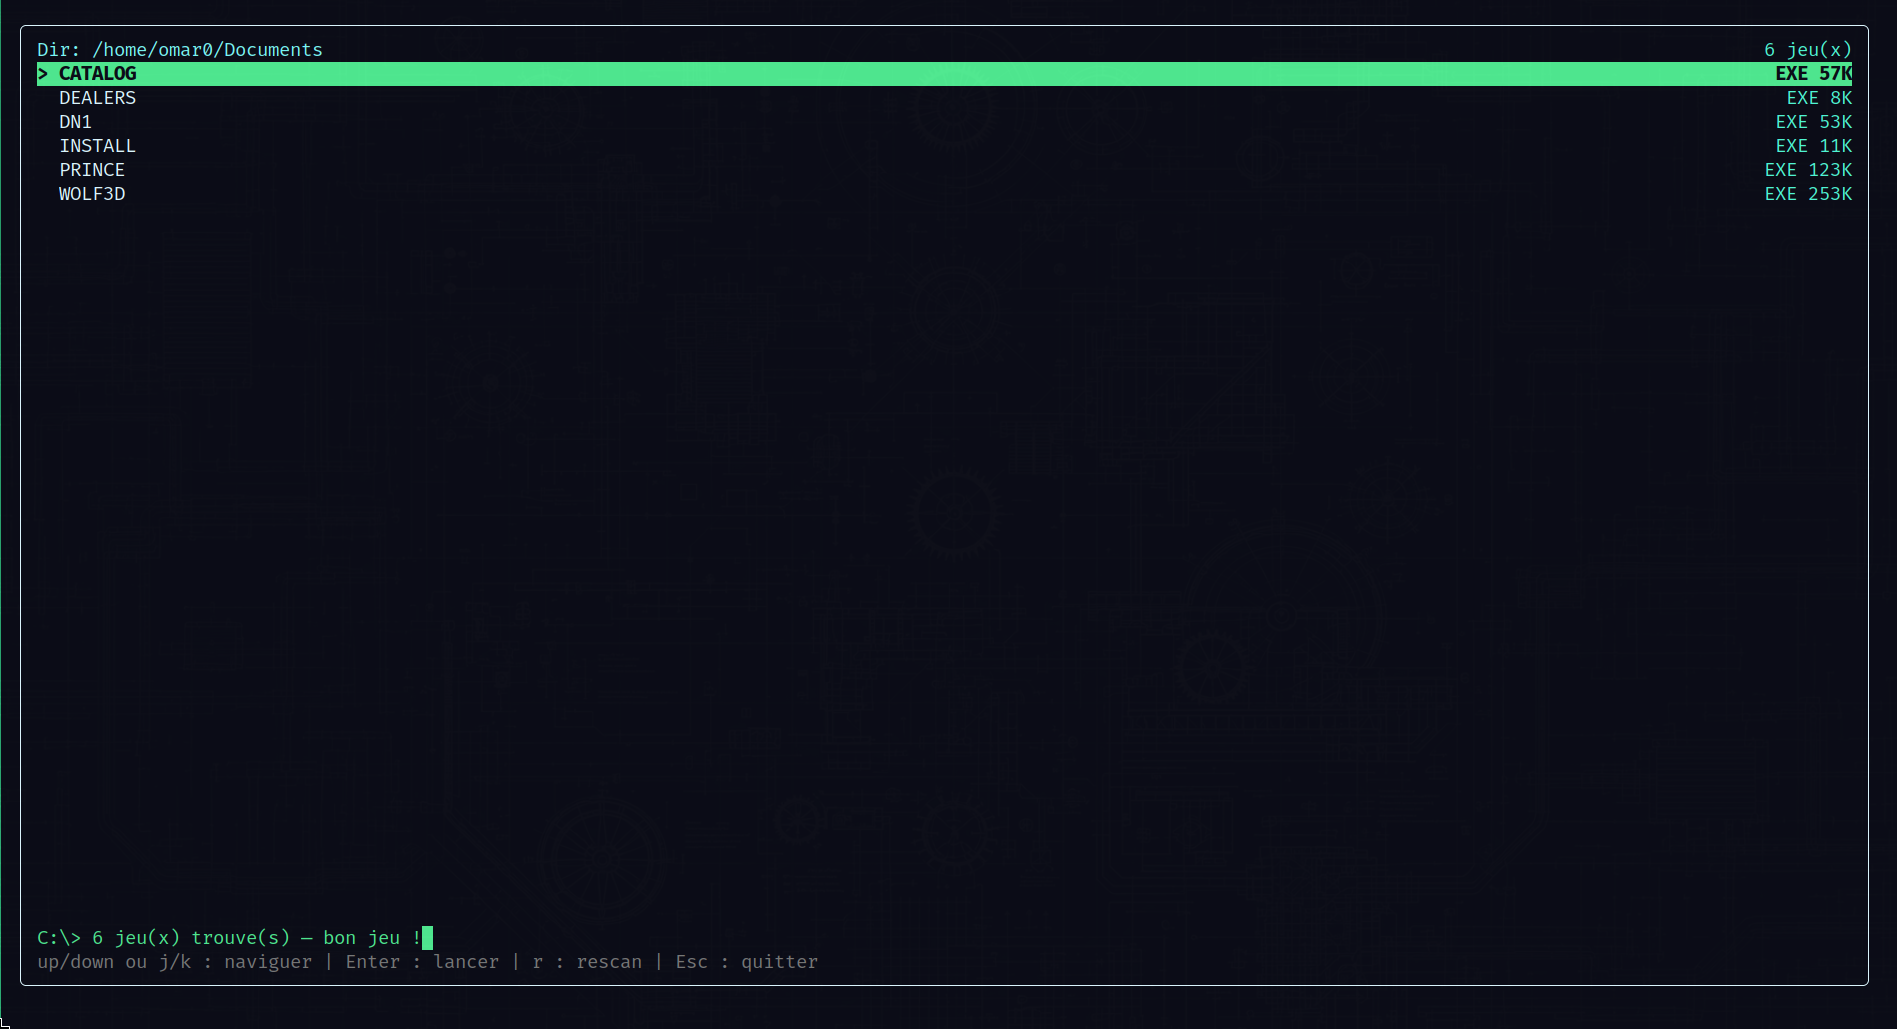 Dir: /home/omar0/Documents 6 jeu(x)
> CATALOG EXE 57K
DEALERS EXE 8K
DN1 EXE 53K
INSTALL EXE 11K
PRINCE EXE 123K
WOLF3D EXE 253K
C:\> 6 jeu(x) trouve(s) — bon jeu !
up/down ou j/k : naviguer | Enter : lancer | r : rescan | Esc : quitter